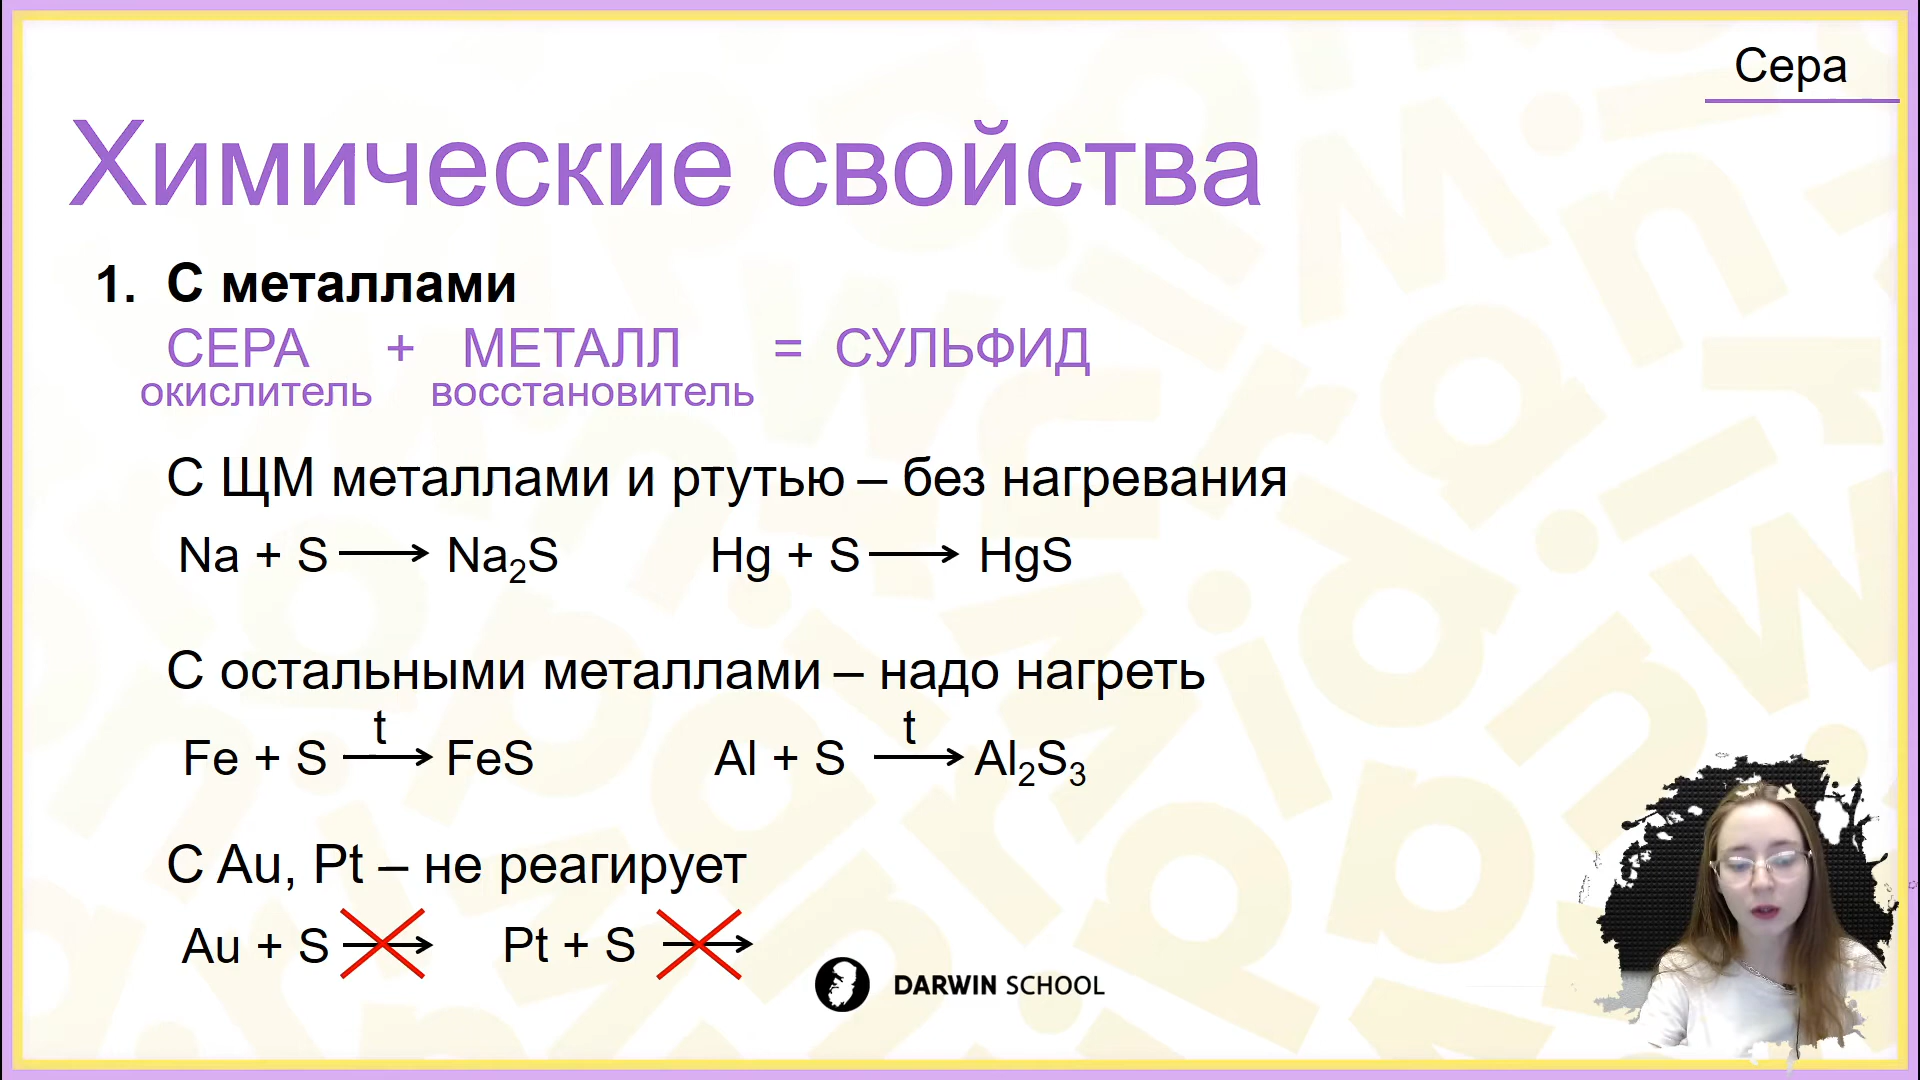 Сера
Химические свойства
1. С металлами
СЕРА + МЕТАЛЛ = СУЛЬФИД
окислитель восстановитель
С ЩМ металлами и ртутью – без нагревания
Na + S ⟶ Na₂S Hg + S ⟶ HgS
С остальными металлами – надо нагреть
t t
Fe + S ⟶ FeS Al + S ⟶ Al₂S₃
С Au, Pt – не реагирует
Au + S ⟶ Pt + S ⟶
DARWIN SCHOOL